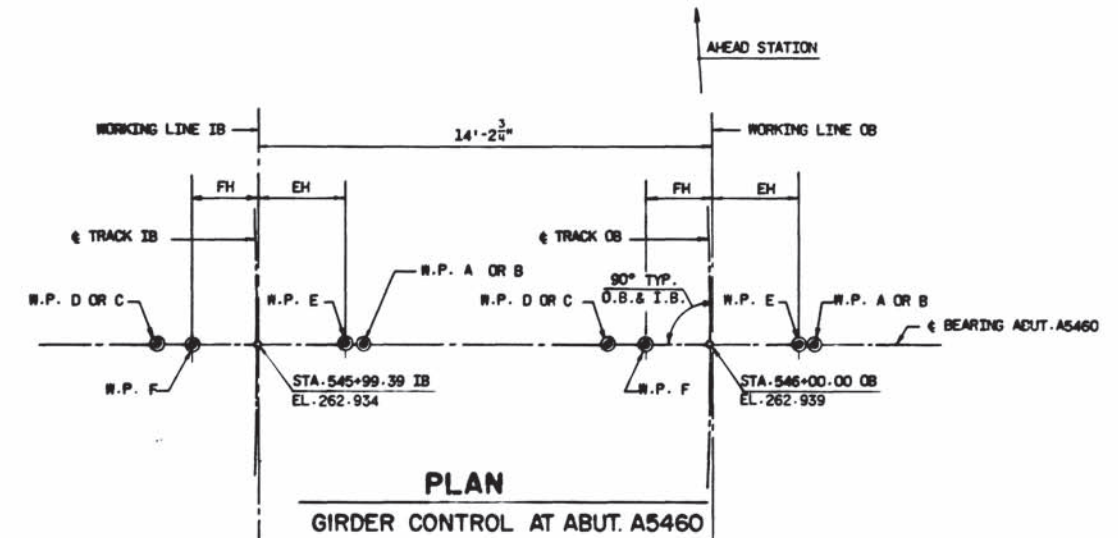 AHEAD STATION
WORKING LINE IB
14'-2 3/4"
WORKING LINE OB
FH
EH
FH
EH
℄ TRACK IB
℄ TRACK OB
W.P. A OR B
90° TYP.
O.B.& I.B.
W.P. D OR C
W.P. E
W.P. D OR C
W.P. E
W.P. A OR B
℄ BEARING ABUT. A5460
W.P. F
STA. 545+99.39 IB
EL. 262.934
W.P. F
STA. 546+00.00 OB
EL. 262.939
PLAN
GIRDER CONTROL AT ABUT. A5460